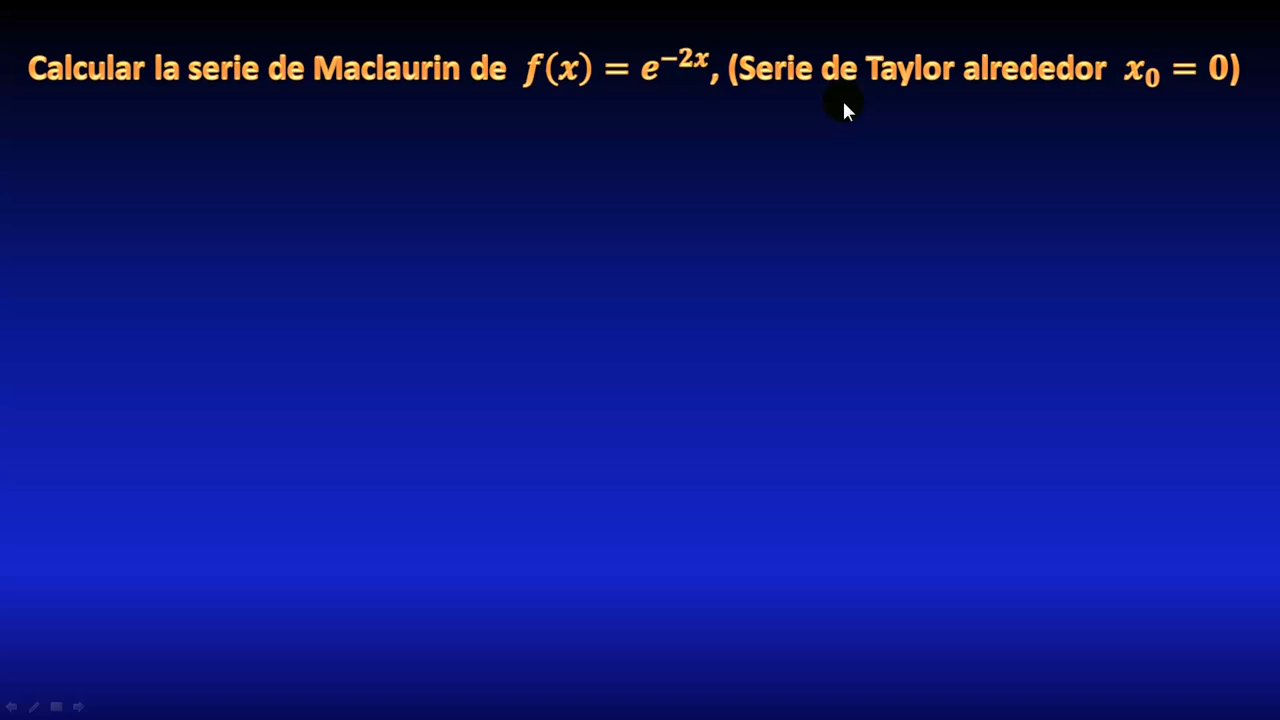 Calcular la serie de Maclaurin de f(x) = e⁻²ˣ, (Serie de Taylor alrededor x₀ = 0)